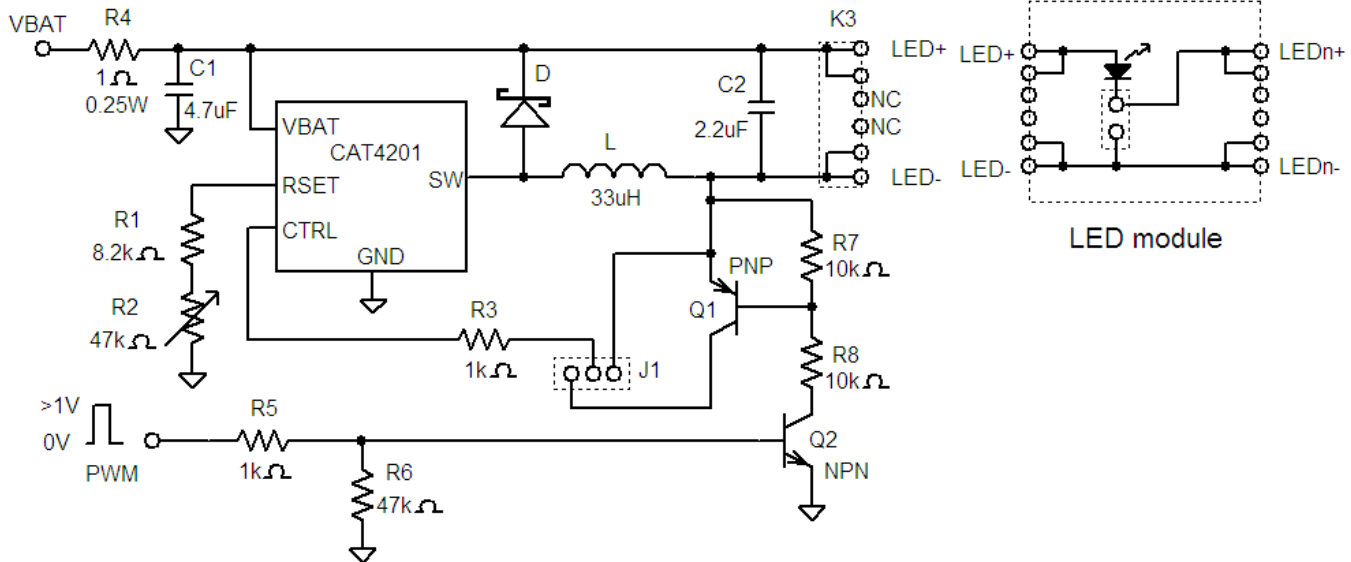 VBAT
R4
1Ω
0.25W
C1
4.7uF
D
C2
2.2uF
K3
LED+
NC
NC
LED-
VBAT
CAT4201
RSET
SW
CTRL
GND
L
33uH
R1
8.2kΩ
R2
47kΩ
R3
1kΩ
J1
PNP
Q1
R7
10kΩ
R8
10kΩ
>1V
0V
PWM
R5
1kΩ
R6
47kΩ
Q2
NPN
LED+
LEDn+
LED-
LEDn-
LED module